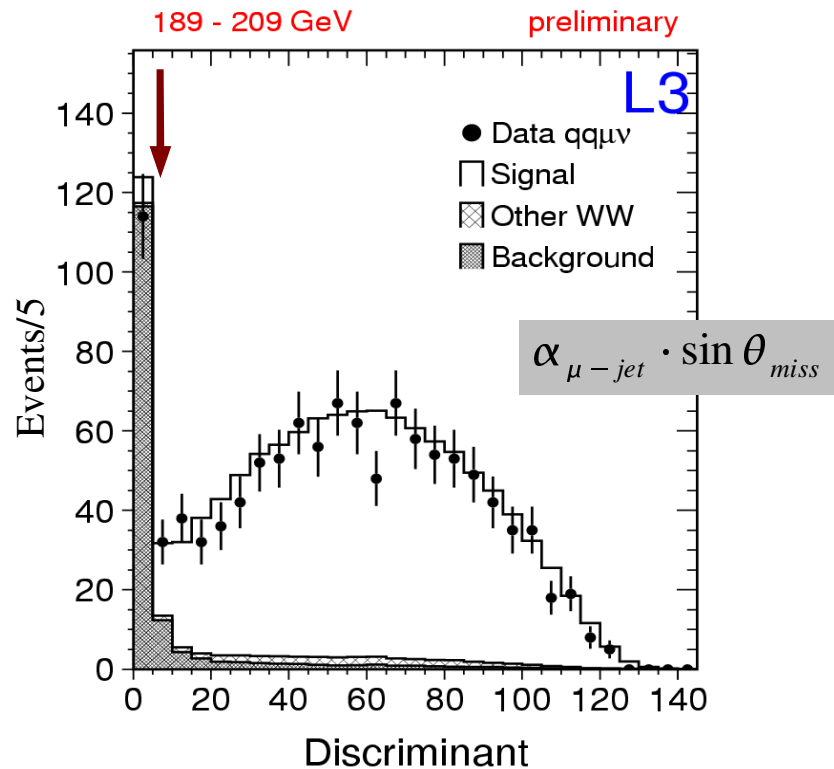 189 - 209 GeV preliminary
L3
Data qqμν
Signal
Other WW
Background
α μ - jet · sin θ miss
Events/5
140
120
100
80
60
40
20
0
0 20 40 60 80 100 120 140
Discriminant